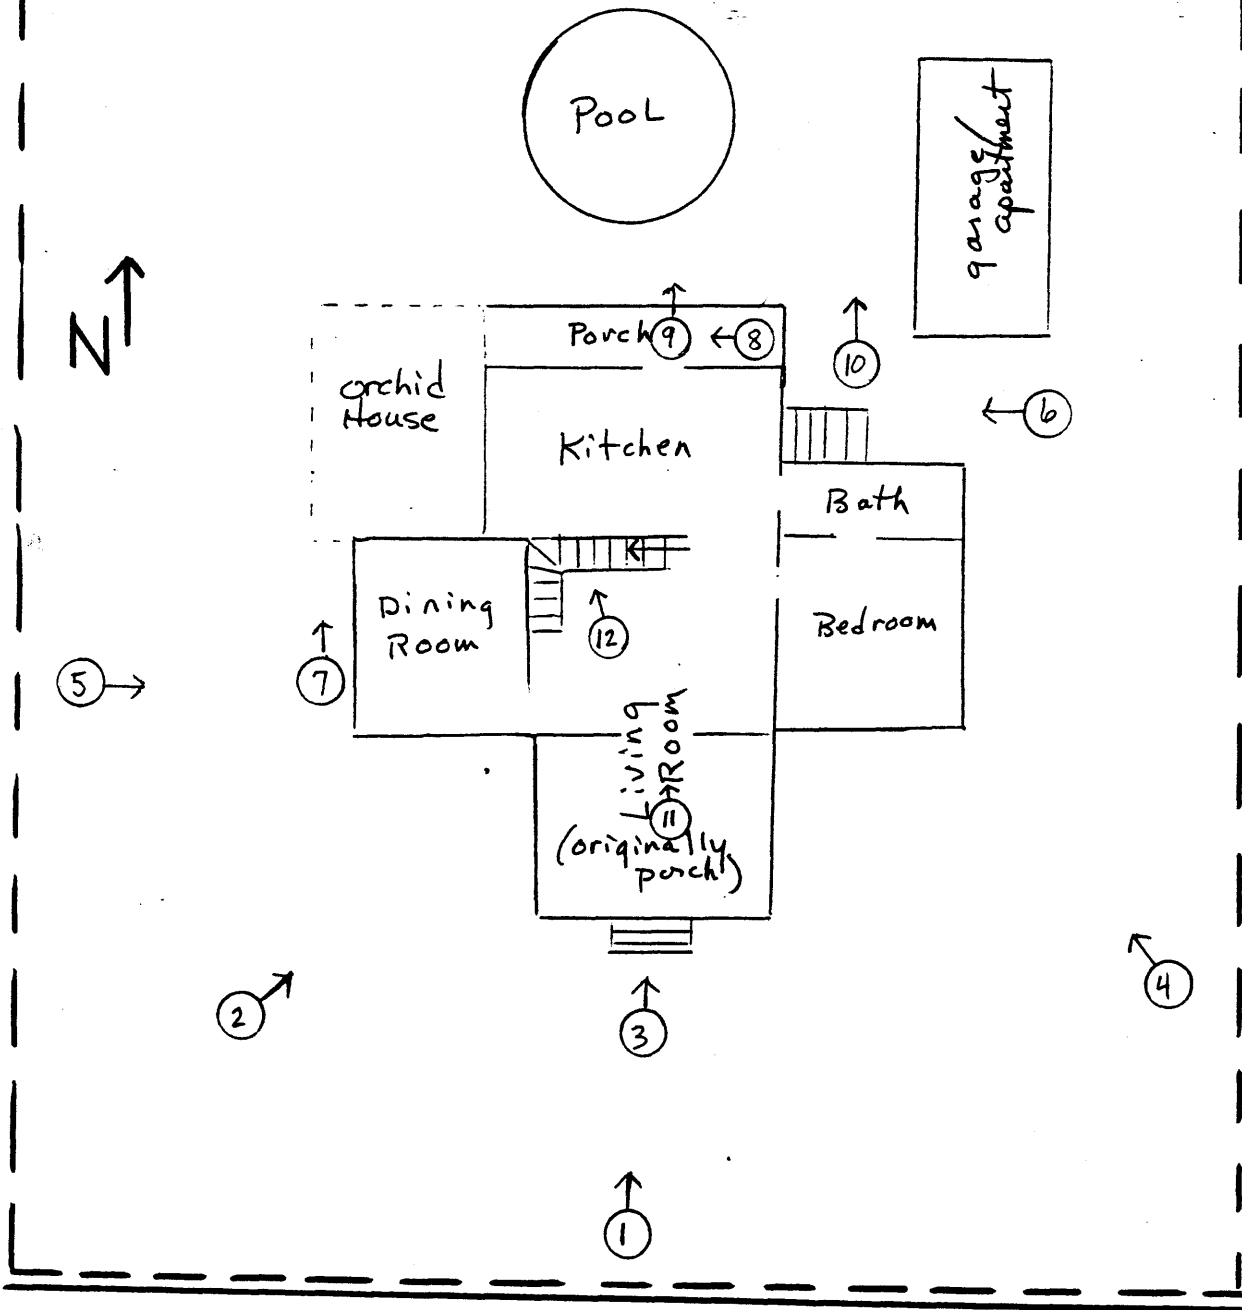 PooL
garage/
apartment
N
Porch
9
8
10
orchid
House
6
Kitchen
Bath
Dining
Room
12
Bedroom
5
7
Living
Room
11
(originally
porch)
2
3
4
1